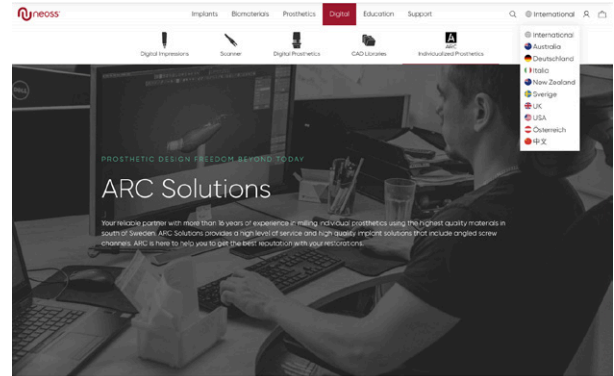 neoss
Implants Biomaterials Prosthetics Digital Education Support International
Digital Impressions Scanner Digital Prosthetics CAD Libraries Individualized Prosthetics
A
ARC
International
Australia
Deutschland
Italia
New Zealand
Sverige
UK
USA
Österreich
中文
DELL
PROSTHETIC DESIGN FREEDOM BEYOND TODAY
ARC Solutions
Your reliable partner with more than 16 years of experience in milling individual prosthetics using the highest quality materials in
south of Sweden. ARC Solutions provides a high level of service and high quality implant solutions that include angled screw
channels. ARC is here to help you to get the best reputation with your restorations.